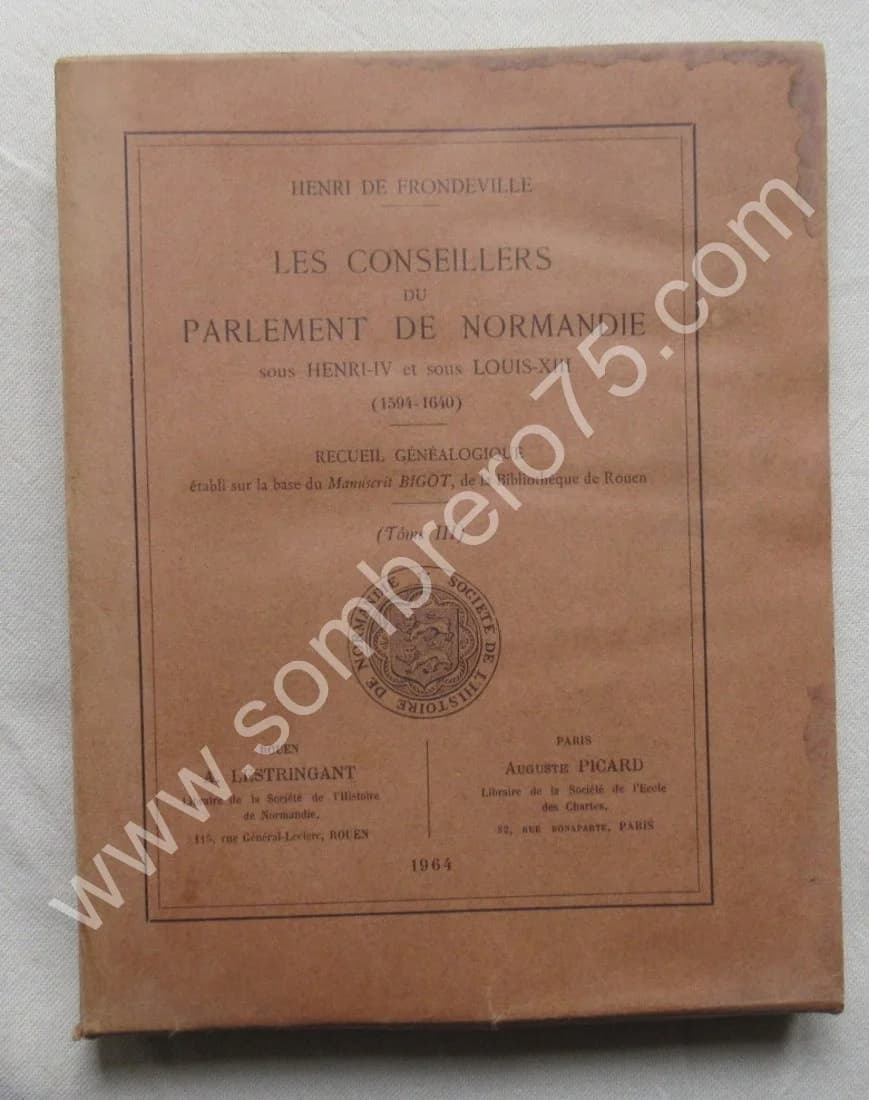 HENRI DE FRONDEVILLE
LES CONSEILLERS
DU
PARLEMENT DE NORMANDIE
sous HENRI-IV et sous LOUIS-XIII
(1594-1640)
RECUEIL GÉNÉALOGIQUE
établi sur la base du Manuscrit BIGOT, de la Bibliothèque de Rouen
(Tôme III)
SOCIÉTÉ DE L'HISTOIRE DE NORMANDIE
ROUEN
A. LESTRINGANT
Libraire de la Société de l'Histoire
de Normandie,
115, rue Général-Leclerc, ROUEN
PARIS
AUGUSTE PICARD
Libraire de la Société de l'Ecole
des Chartes,
82, RUE BONAPARTE, PARIS
1964
www.sombrero75.com